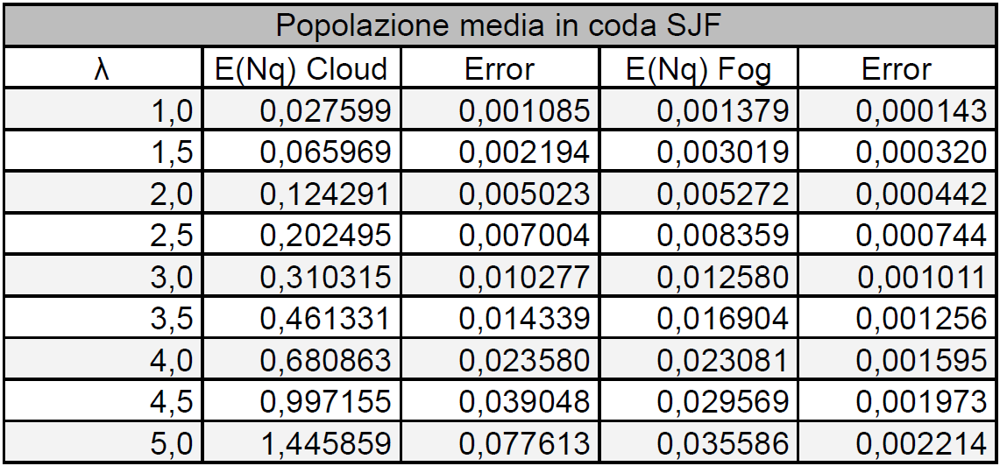 Popolazione media in coda SJF
λ E(Nq) Cloud Error E(Nq) Fog Error
1,0 0,027599 0,001085 0,001379 0,000143
1,5 0,065969 0,002194 0,003019 0,000320
2,0 0,124291 0,005023 0,005272 0,000442
2,5 0,202495 0,007004 0,008359 0,000744
3,0 0,310315 0,010277 0,012580 0,001011
3,5 0,461331 0,014339 0,016904 0,001256
4,0 0,680863 0,023580 0,023081 0,001595
4,5 0,997155 0,039048 0,029569 0,001973
5,0 1,445859 0,077613 0,035586 0,002214